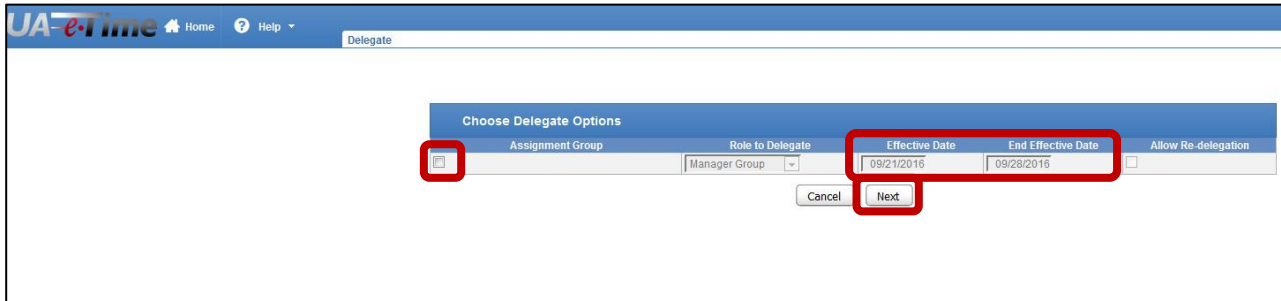 UA-e·Time Home ? Help
Delegate
Choose Delegate Options
Assignment Group Role to Delegate Effective Date End Effective Date Allow Re-delegation
Manager Group 09/21/2016 09/28/2016
Cancel Next